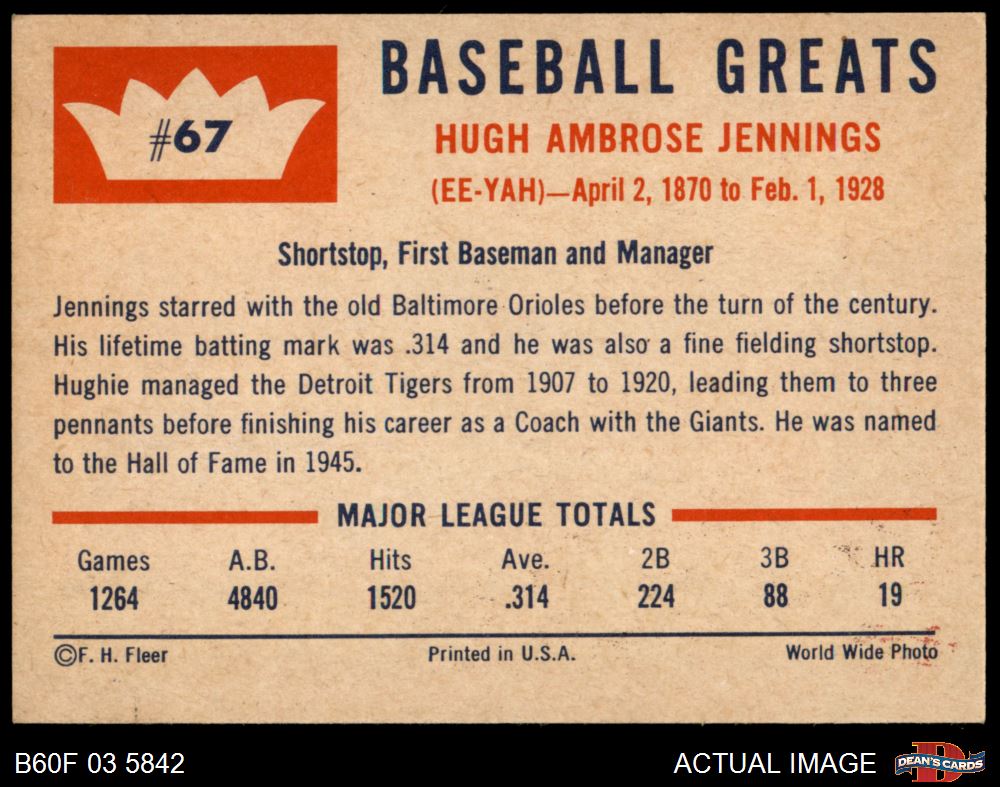 #67
BASEBALL GREATS
HUGH AMBROSE JENNINGS
(EE-YAH)—April 2, 1870 to Feb. 1, 1928
Shortstop, First Baseman and Manager
Jennings starred with the old Baltimore Orioles before the turn of the century.
His lifetime batting mark was .314 and he was also a fine fielding shortstop.
Hughie managed the Detroit Tigers from 1907 to 1920, leading them to three
pennants before finishing his career as a Coach with the Giants. He was named
to the Hall of Fame in 1945.
MAJOR LEAGUE TOTALS
Games A.B. Hits Ave. 2B 3B HR
1264 4840 1520 .314 224 88 19
©F. H. Fleer Printed in U.S.A. World Wide Photo
B60F 03 5842 ACTUAL IMAGE D DEAN'S CARDS